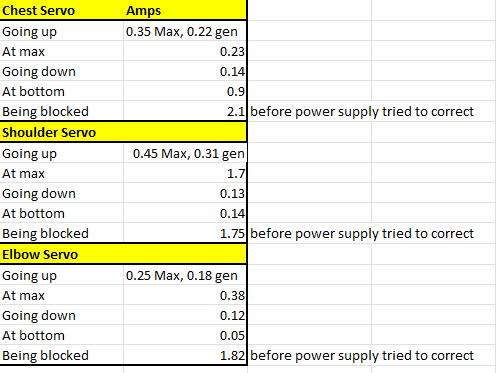 Chest Servo Amps
Going up 0.35 Max, 0.22 gen
At max 0.23
Going down 0.14
At bottom 0.9
Being blocked 2.1 before power supply tried to correct
Shoulder Servo
Going up 0.45 Max, 0.31 gen
At max 1.7
Going down 0.13
At bottom 0.14
Being blocked 1.75 before power supply tried to correct
Elbow Servo
Going up 0.25 Max, 0.18 gen
At max 0.38
Going down 0.12
At bottom 0.05
Being blocked 1.82 before power supply tried to correct